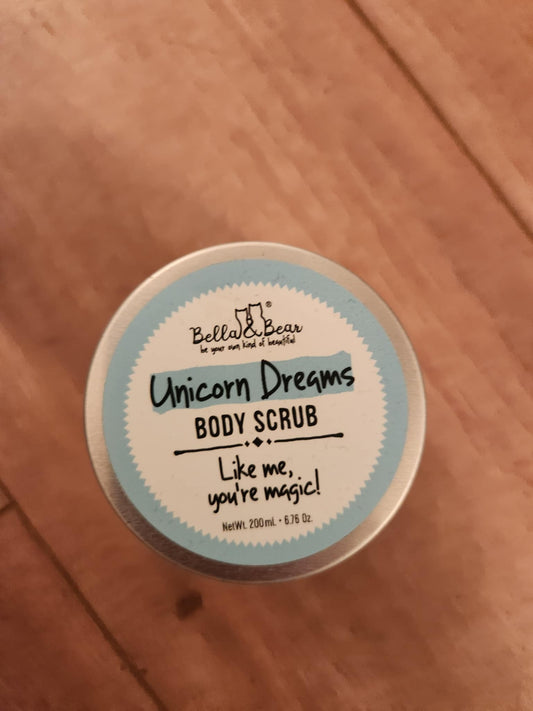 ®
Bella & Bear
be your own kind of beautiful
Unicorn Dreams
BODY SCRUB
Like me,
you're magic!
NetWt. 200ml. • 6.76 Oz.